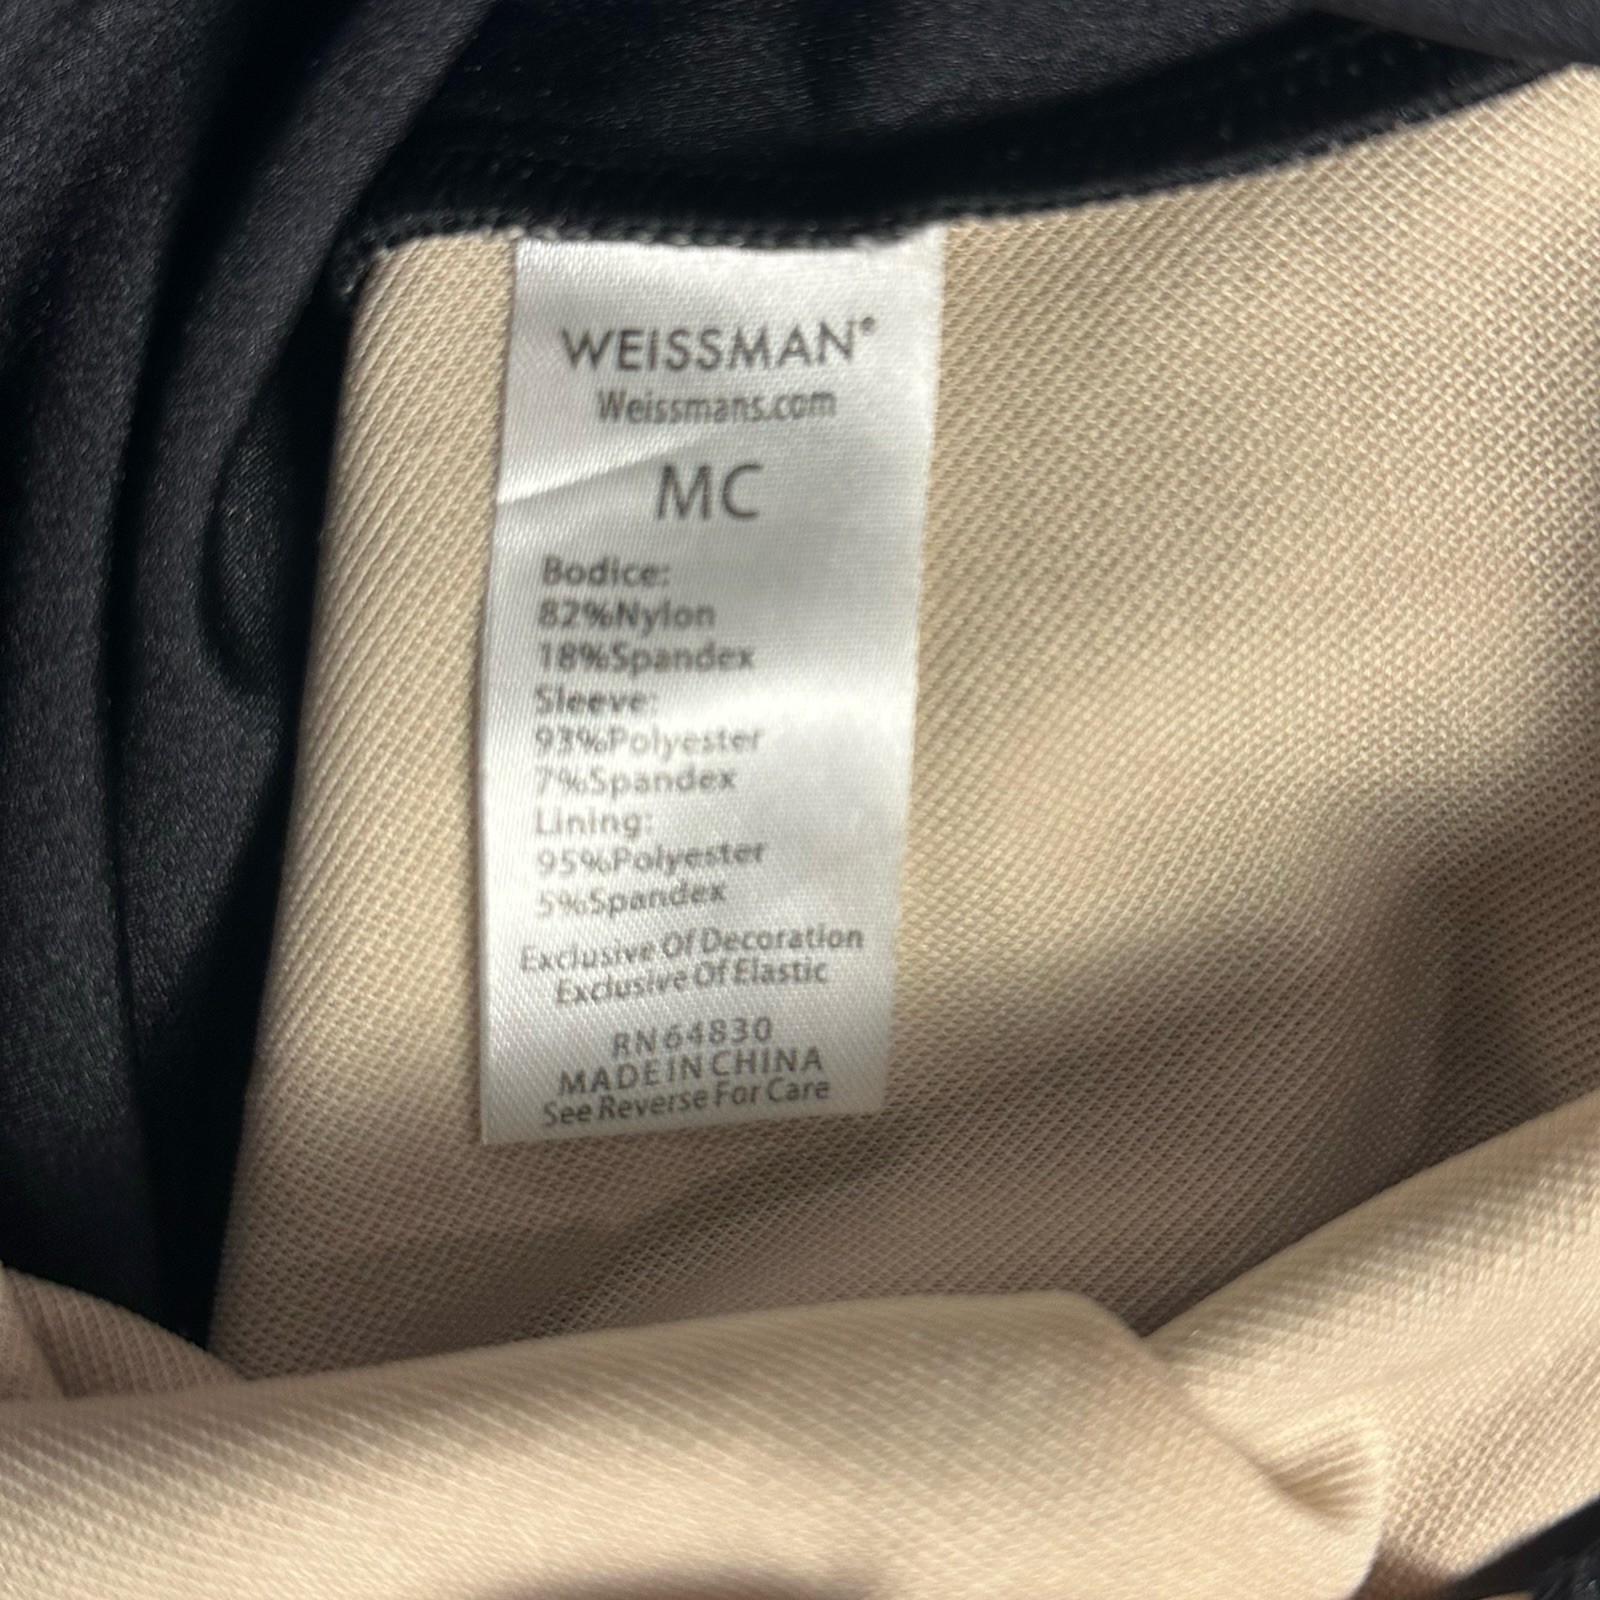 WEISSMAN®
Weissmans.com
MC
Bodice:
82%Nylon
18%Spandex
Sleeve:
93%Polyester
7%Spandex
Lining:
95%Polyester
5%Spandex
Exclusive Of Decoration
Exclusive Of Elastic
RN 64830
MADE IN CHINA
See Reverse For Care